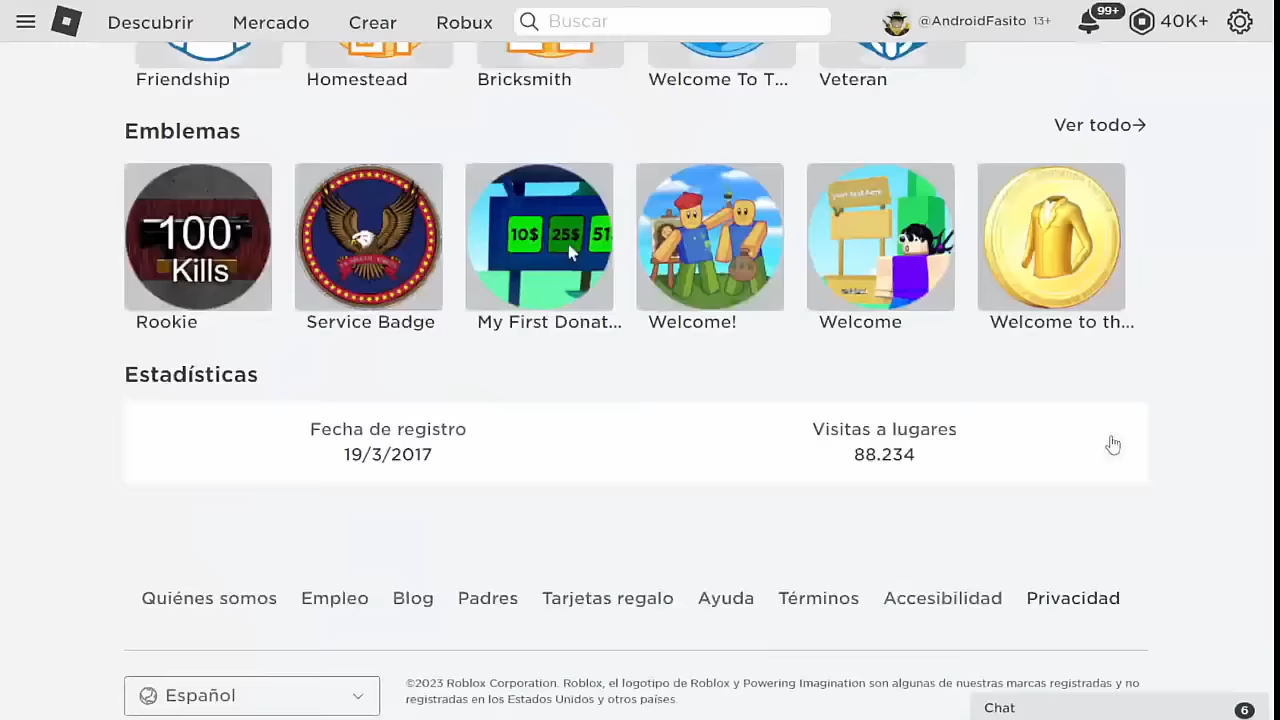 Descubrir Mercado Crear Robux Buscar @AndroidFasito 13+ 99+ 40K+
Friendship Homestead Bricksmith Welcome To T... Veteran
Emblemas Ver todo→
100
Kills
10$ 25$ 51
Rookie Service Badge My First Donat... Welcome! Welcome Welcome to th...
Estadísticas
Fecha de registro Visitas a lugares
19/3/2017 88.234
Quiénes somos Empleo Blog Padres Tarjetas regalo Ayuda Términos Accesibilidad Privacidad
Español
©2023 Roblox Corporation. Roblox, el logotipo de Roblox y Powering Imagination son algunas de nuestras marcas registradas y no
registradas en los Estados Unidos y otros países.
Chat 6